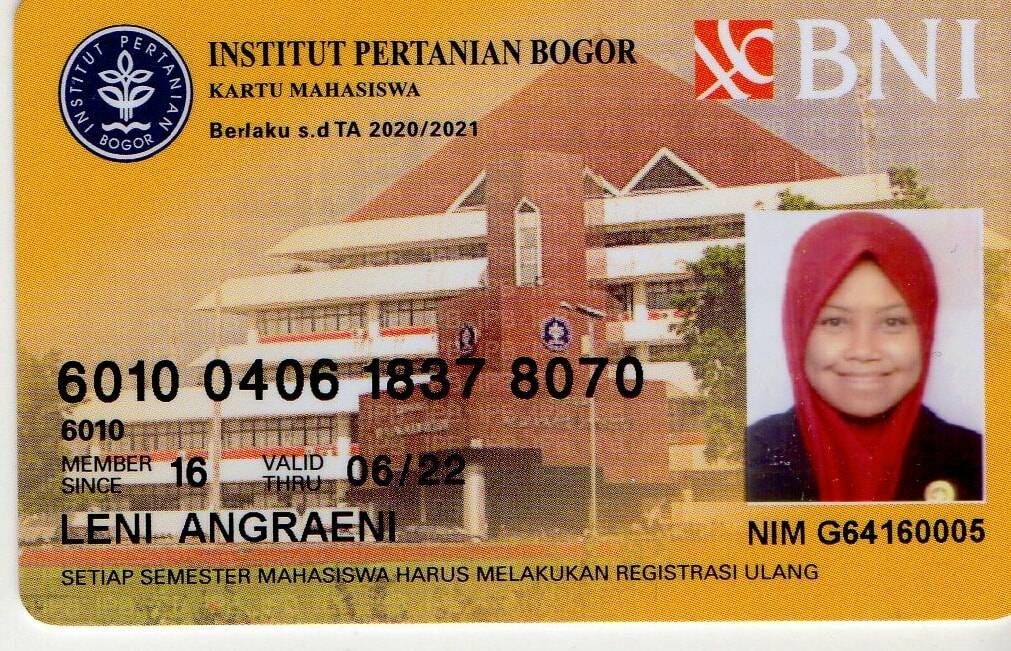 INSTITUT PERTANIAN BOGOR
INSTITUT PERTANIAN BOGOR
KARTU MAHASISWA
Berlaku s.d TA 2020/2021
BNI
6010 0406 1837 8070
6010
MEMBER SINCE 16 VALID THRU 06/22
LENI ANGRAENI
NIM G64160005
SETIAP SEMESTER MAHASISWA HARUS MELAKUKAN REGISTRASI ULANG